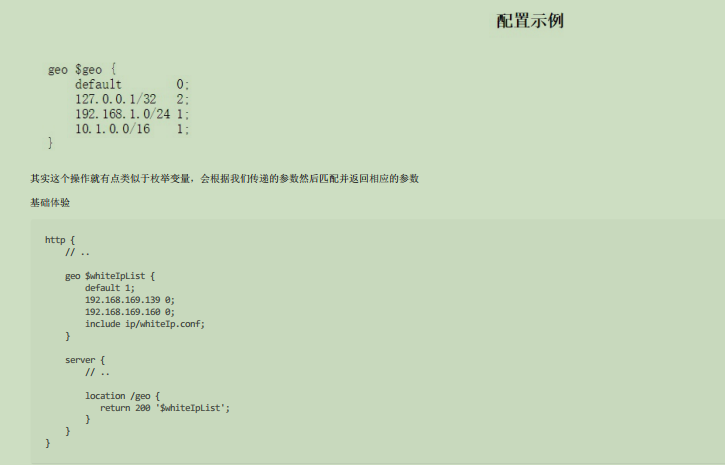 配置示例
geo $geo {
    default        0;
    127.0.0.1/32   2;
    192.168.1.0/24 1;
    10.1.0.0/16    1;
}
其实这个操作就有点类似于枚举变量，会根据我们传递的参数然后匹配并返回相应的参数
基础体验
http {
    // ..
    geo $whiteIpList {
        default 1;
        192.168.169.139 0;
        192.168.169.160 0;
        include ip/whiteIp.conf;
    }
    server {
        // ..
        location /geo {
           return 200 '$whiteIpList';
        }
    }
}